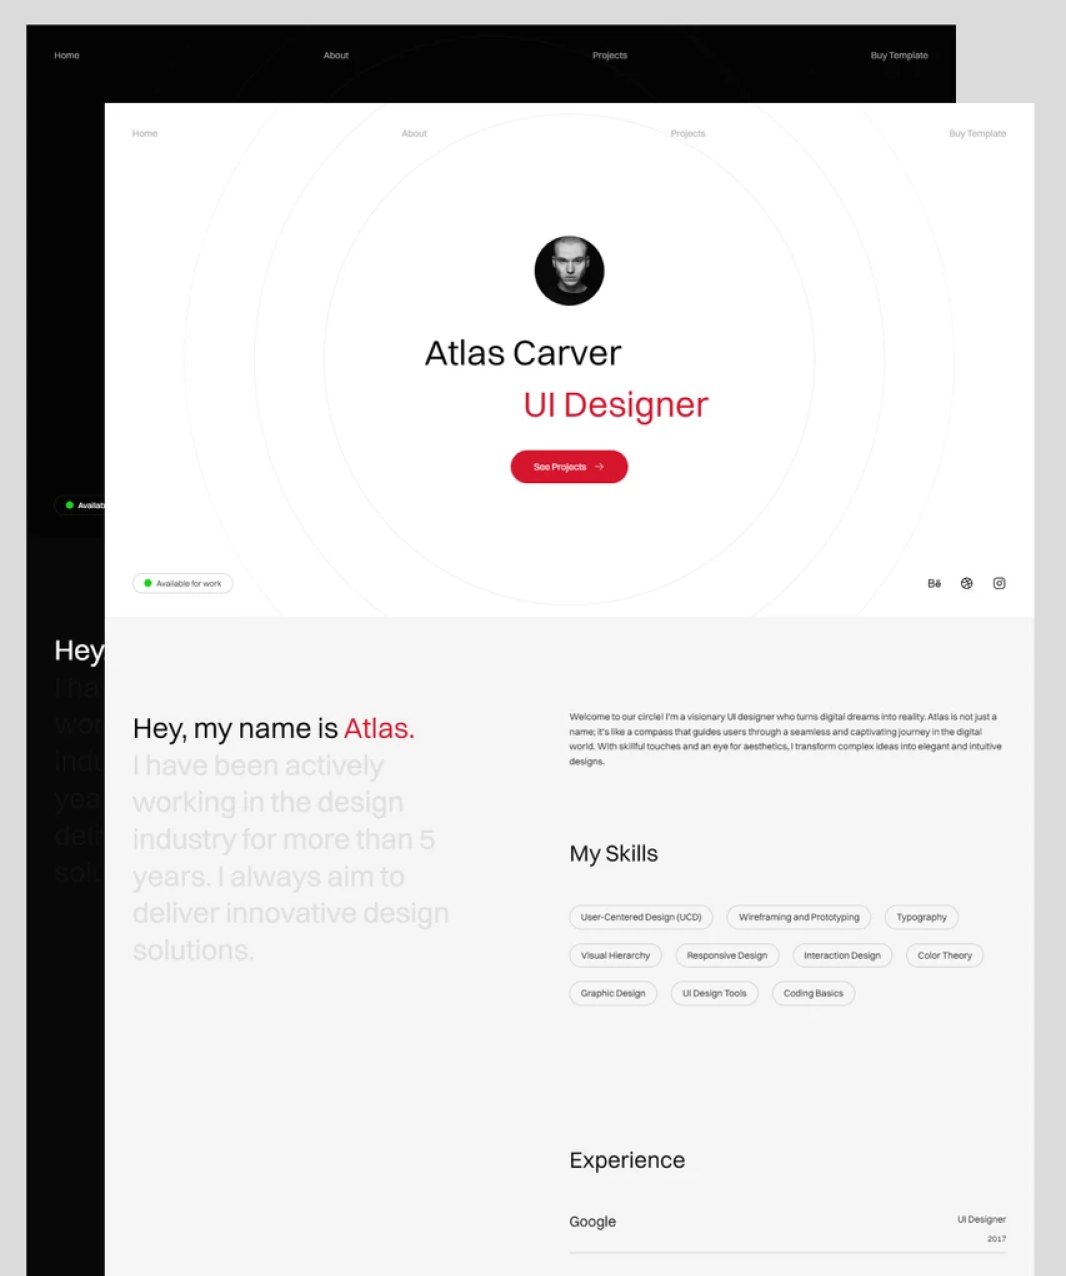 Home About Projects Buy Template
Home About Projects Buy Template
Atlas Carver
UI Designer
See Projects
Availab
Available for work
Bē
Hey,
I ha
wor
indu
yea
deli
solu
Hey, my name is Atlas.
I have been actively
working in the design
industry for more than 5
years. I always aim to
deliver innovative design
solutions.
Welcome to our circle! I'm a visionary UI designer who turns digital dreams into reality. Atlas is not just a
name; it's like a compass that guides users through a seamless and captivating journey in the digital
world. With skillful touches and an eye for aesthetics, I transform complex ideas into elegant and intuitive
designs.
My Skills
User-Centered Design (UCD) Wireframing and Prototyping Typography
Visual Hierarchy Responsive Design Interaction Design Color Theory
Graphic Design UI Design Tools Coding Basics
Experience
Google UI Designer
2017